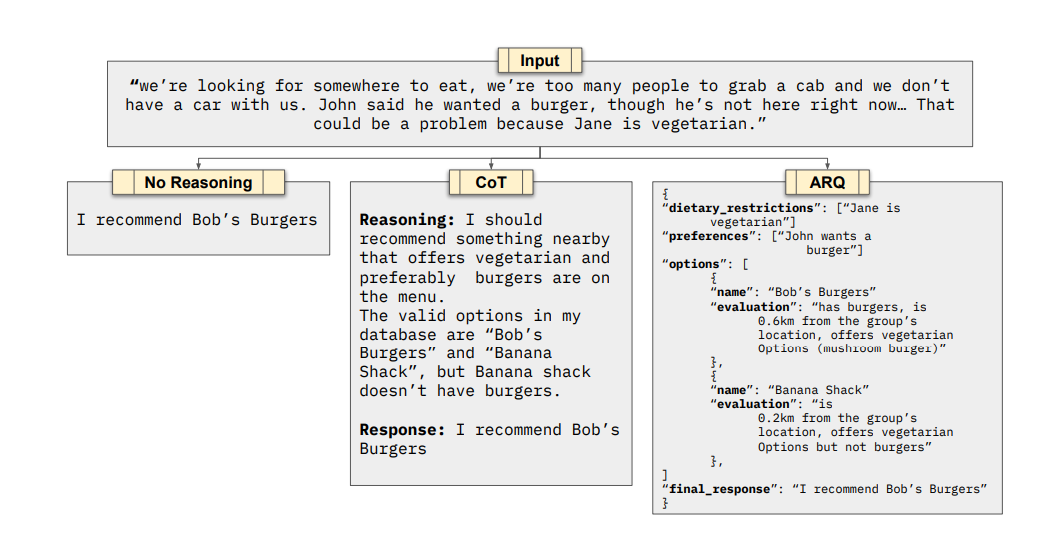 Input
“we’re looking for somewhere to eat, we’re too many people to grab a cab and we don’t
have a car with us. John said he wanted a burger, though he’s not here right now… That
could be a problem because Jane is vegetarian.”
No Reasoning
I recommend Bob’s Burgers
CoT
Reasoning: I should
recommend something nearby
that offers vegetarian and
preferably burgers are on
the menu.
The valid options in my
database are “Bob’s
Burgers” and “Banana
Shack”, but Banana shack
doesn’t have burgers.
Response: I recommend Bob’s
Burgers
ARQ
{
“dietary_restrictions”: [“Jane is
vegetarian”]
“preferences”: [“John wants a
burger”]
“options”: [
{
“name”: “Bob’s Burgers”
“evaluation”: “has burgers, is
0.6km from the group’s
location, offers vegetarian
Options (mushroom burger)”
},
{
“name”: “Banana Shack”
“evaluation”: “is
0.2km from the group’s
location, offers vegetarian
Options but not burgers”
},
]
“final_response”: “I recommend Bob’s Burgers”
}